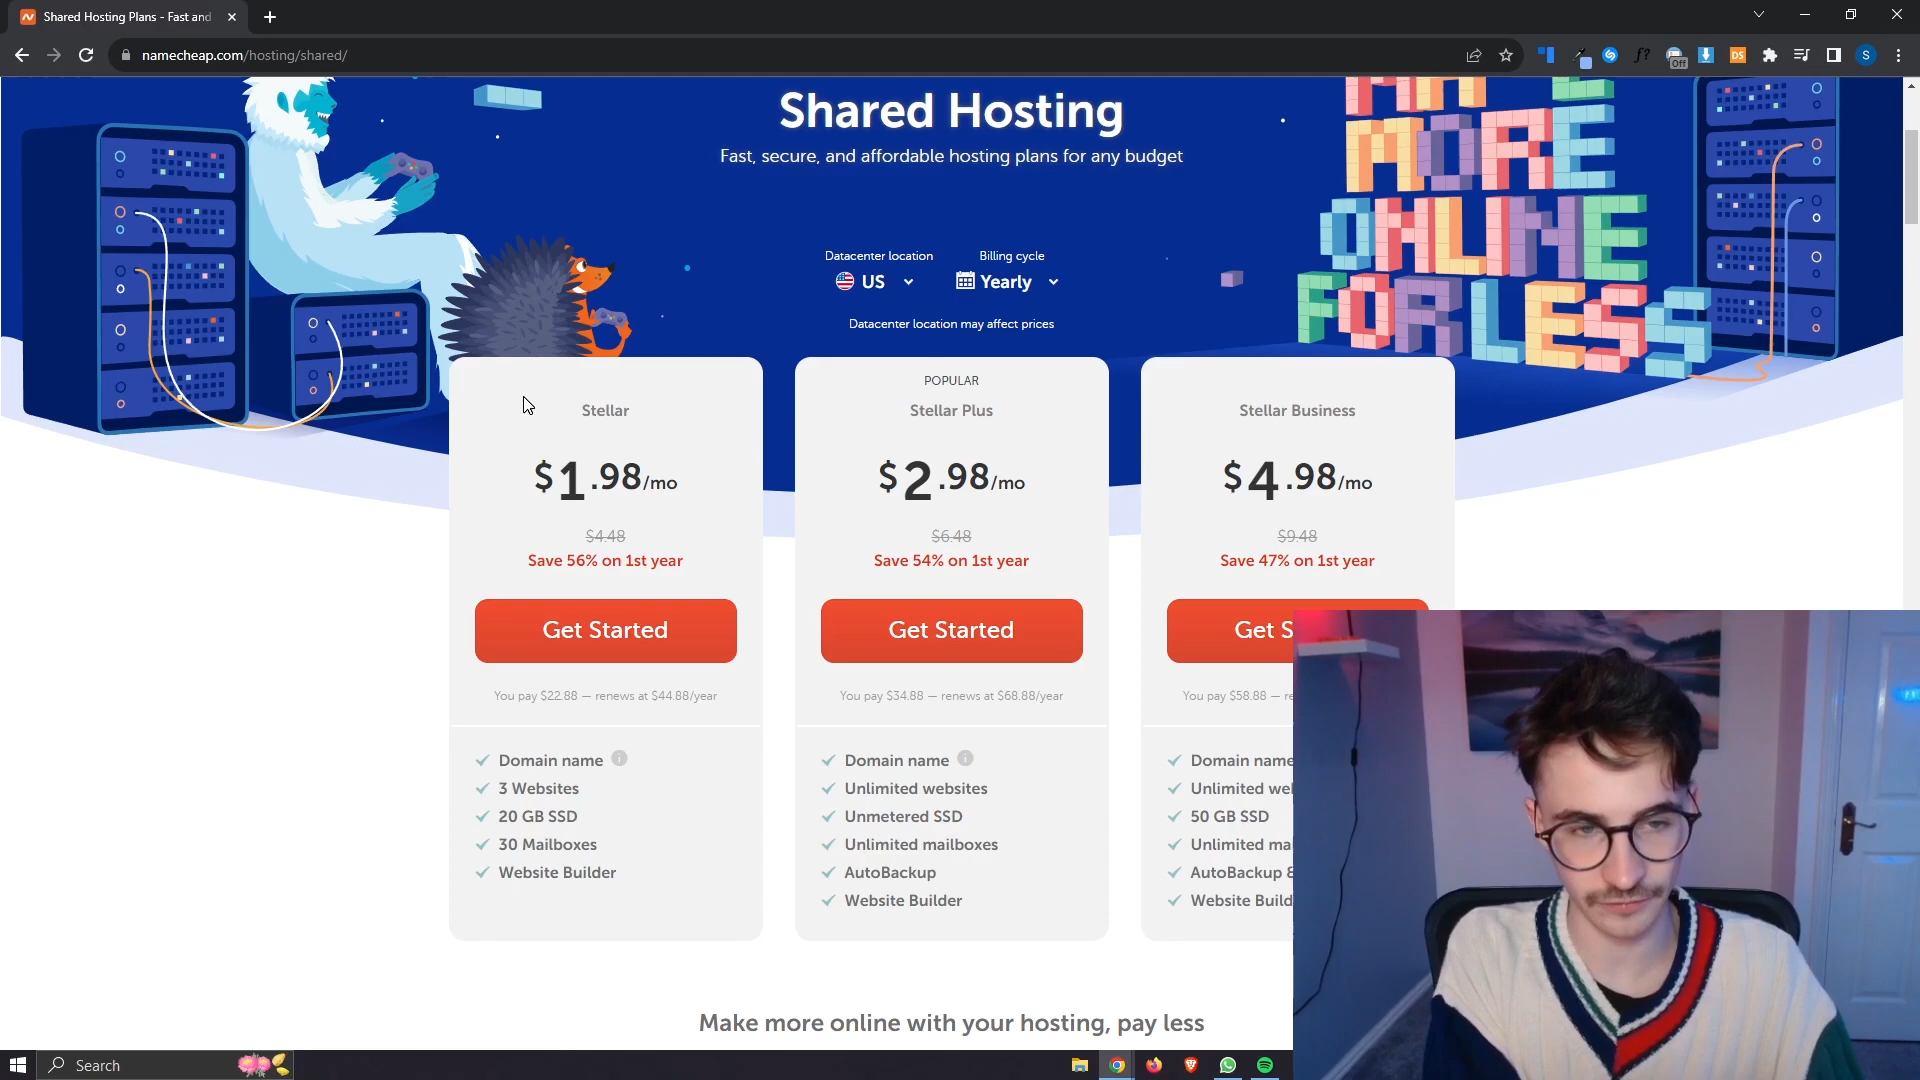 Shared Hosting Plans - Fast and
namecheap.com/hosting/shared/
Off
DS
S
Shared Hosting
Fast, secure, and affordable hosting plans for any budget
MORE
ONLINE
FOR LESS
Datacenter location
Billing cycle
US
Yearly
Datacenter location may affect prices
Stellar
$1.98/mo
$4.48
Save 56% on 1st year
Get Started
You pay $22.88 — renews at $44.88/year
Domain name
3 Websites
20 GB SSD
30 Mailboxes
Website Builder
POPULAR
Stellar Plus
$2.98/mo
$6.48
Save 54% on 1st year
Get Started
You pay $34.88 — renews at $68.88/year
Domain name
Unlimited websites
Unmetered SSD
Unlimited mailboxes
AutoBackup
Website Builder
Stellar Business
$4.98/mo
$9.48
Save 47% on 1st year
Get S
You pay $58.88 — re
Domain name
Unlimited we
50 GB SSD
Unlimited ma
AutoBackup &
Website Build
Make more online with your hosting, pay less
Search